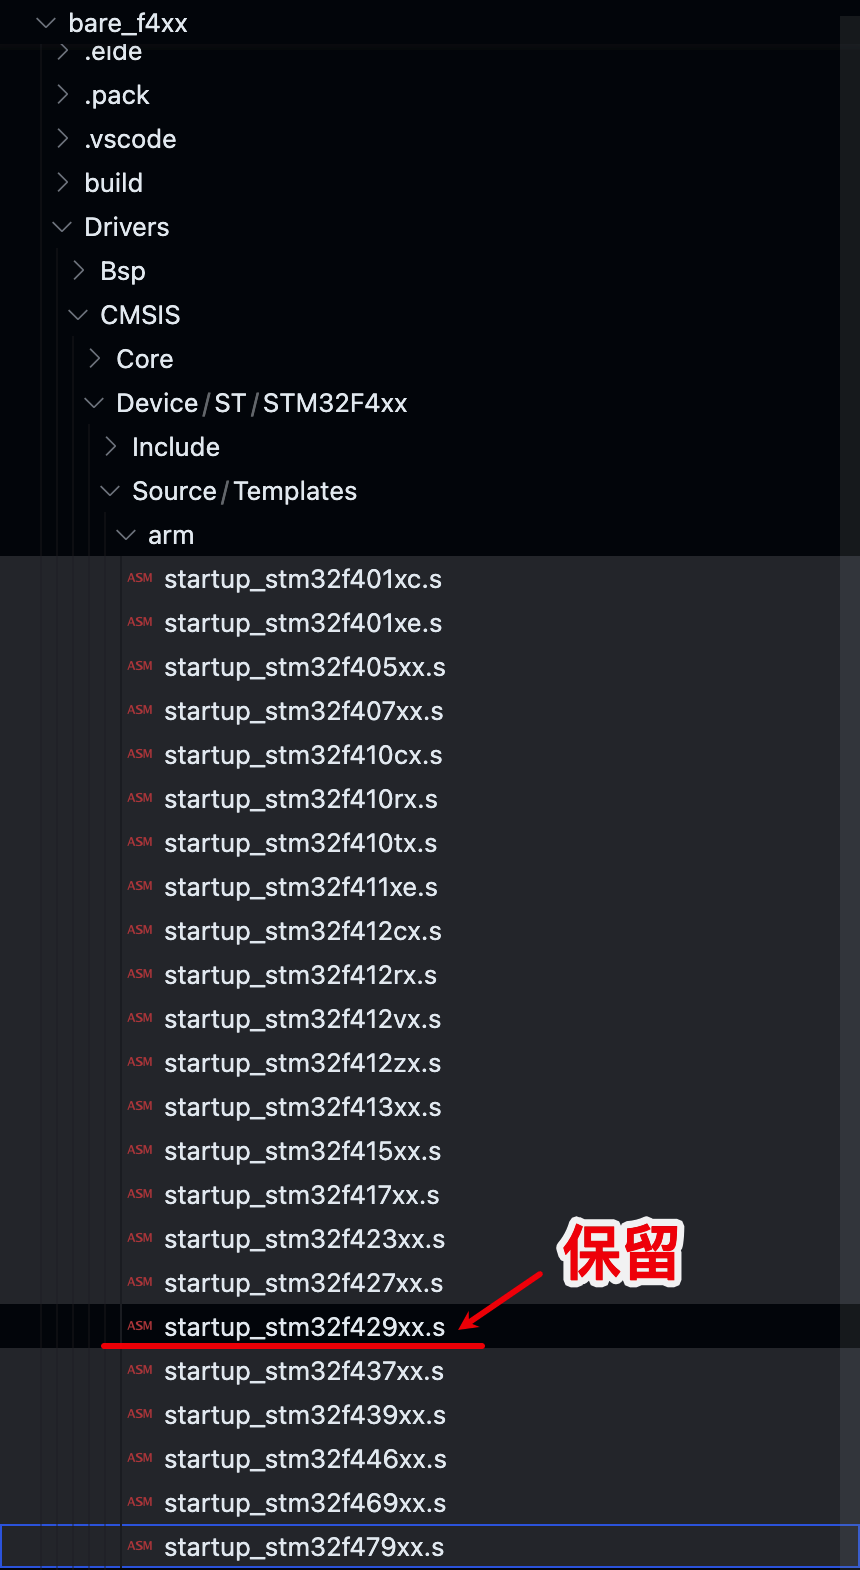 bare_f4xx
.eide
.pack
.vscode
build
Drivers
Bsp
CMSIS
Core
Device/ST/STM32F4xx
Include
Source/Templates
arm
ASM startup_stm32f401xc.s
ASM startup_stm32f401xe.s
ASM startup_stm32f405xx.s
ASM startup_stm32f407xx.s
ASM startup_stm32f410cx.s
ASM startup_stm32f410rx.s
ASM startup_stm32f410tx.s
ASM startup_stm32f411xe.s
ASM startup_stm32f412cx.s
ASM startup_stm32f412rx.s
ASM startup_stm32f412vx.s
ASM startup_stm32f412zx.s
ASM startup_stm32f413xx.s
ASM startup_stm32f415xx.s
ASM startup_stm32f417xx.s
ASM startup_stm32f423xx.s
保留
ASM startup_stm32f427xx.s
ASM startup_stm32f429xx.s
ASM startup_stm32f437xx.s
ASM startup_stm32f439xx.s
ASM startup_stm32f446xx.s
ASM startup_stm32f469xx.s
ASM startup_stm32f479xx.s